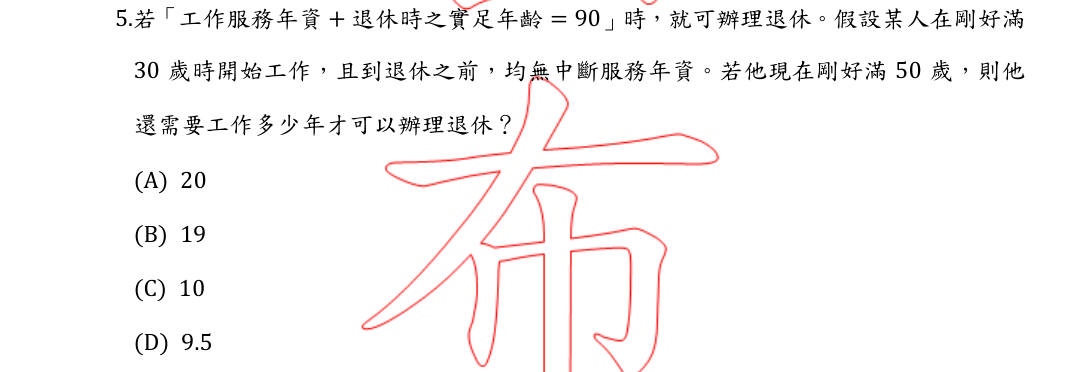 5.若「工作服務年資 + 退休時之實足年齡 = 90」時，就可辦理退休。假設某人在剛好滿
30 歲時開始工作，且到退休之前，均無中斷服務年資。若他現在剛好滿 50 歲，則他
還需要工作多少年才可以辦理退休？
(A) 20
(B) 19
(C) 10
(D) 9.5
布